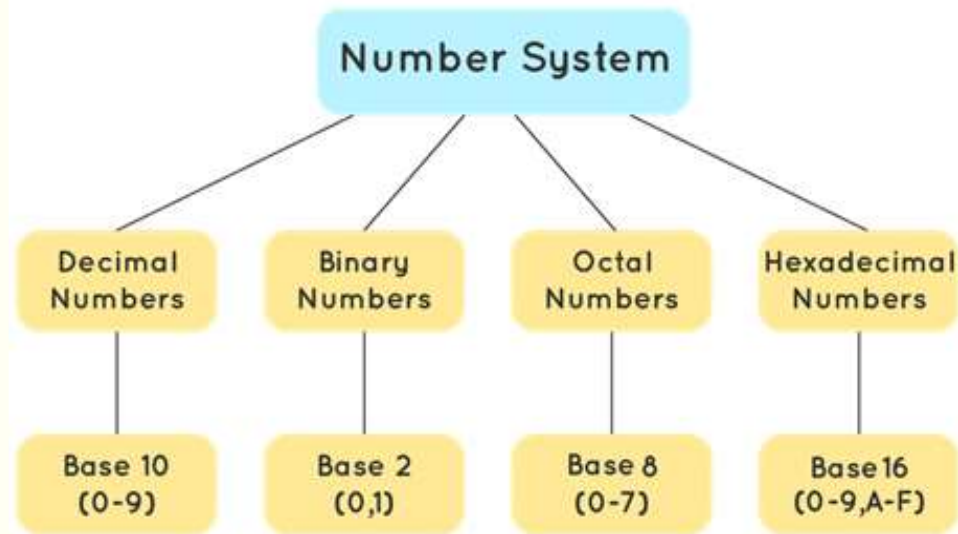 Number System
Decimal
Numbers
Binary
Numbers
Octal
Numbers
Hexadecimal
Numbers
Base 10
(0-9)
Base 2
(0,1)
Base 8
(0-7)
Base 16
(0-9,A-F)